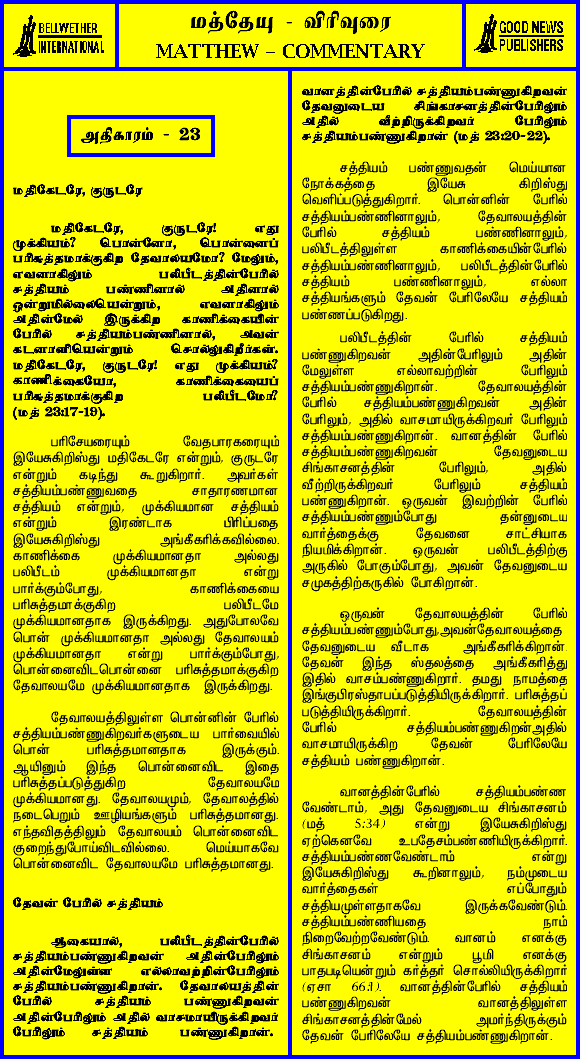 BELLWETHER
INTERNATIONAL
மத்தேயு - விரிவுரை
MATTHEW – COMMENTARY
GOOD NEWS
PUBLISHERS
அதிகாரம் - 23
மதிகேடரே, குருடரே
மதிகேடரே, குருடரே! எது
முக்கியம்? பொன்னோ, பொன்னைப்
பரிசுத்தமாக்குகிற தேவாலயமோ? மேலும்,
எவனாகிலும் பலிபீடத்தின்பேரில்
சத்தியம் பண்ணினால் அதினால்
ஒன்றுமில்லையென்றும், எவனாகிலும்
அதின்மேல் இருக்கிற காணிக்கையின்
பேரில் சத்தியம்பண்ணினால், அவன்
கடனாளியென்றும் சொல்லுகிறீர்கள்.
மதிகேடரே, குருடரே! எது முக்கியம்?
காணிக்கையோ, காணிக்கையைப்
பரிசுத்தமாக்குகிற பலிபீடமோ?
(மத் 23:17-19).
பரிசேயரையும் வேதபாரகரையும்
இயேசுகிறிஸ்து மதிகேடரே என்றும், குருடரே
என்றும் கடிந்து கூறுகிறார். அவர்கள்
சத்தியம்பண்ணுவதை சாதாரணமான
சத்தியம் என்றும், முக்கியமான சத்தியம்
என்றும் இரண்டாக பிரிப்பதை
இயேசுகிறிஸ்து அங்கீகரிக்கவில்லை.
காணிக்கை முக்கியமானதா அல்லது
பலிபீடம் முக்கியமானதா என்று
பார்க்கும்போது, காணிக்கையை
பரிசுத்தமாக்குகிற பலிபீடமே
முக்கியமானதாக இருக்கிறது. அதுபோலவே
பொன் முக்கியமானதா அல்லது தேவாலயம்
முக்கியமானதா என்று பார்க்கும்போது,
பொன்னைவிடபொன்னை பரிசுத்தமாக்குகிற
தேவாலயமே முக்கியமானதாக இருக்கிறது.
தேவாலயத்திலுள்ள பொன்னின் பேரில்
சத்தியம்பண்ணுகிறவர்களுடைய பார்வையில்
பொன் பரிசுத்தமானதாக இருக்கும்.
ஆயினும் இந்த பொன்னைவிட இதை
பரிசுத்தப்படுத்துகிற தேவாலயமே
முக்கியமானது. தேவாலயமும், தேவாலத்தில்
நடைபெறும் ஊழியங்களும் பரிசுத்தமானது.
எந்தவிதத்திலும் தேவாலயம் பொன்னைவிட
குறைந்துபோய்விடவில்லை. மெய்யாகவே
பொன்னைவிட தேவாலயமே பரிசுத்தமானது.
தேவன் பேரில் சத்தியம்
ஆகையால், பலிபீடத்தின்பேரில்
சத்தியம்பண்ணுகிறவன் அதின்பேரிலும்
அதின்மேலுள்ள எல்லாவற்றின்பேரிலும்
சத்தியம்பண்ணுகிறான். தேவாலயத்தின்
பேரில் சத்தியம் பண்ணுகிறவன்
அதின்பேரிலும் அதில் வாசமாயிருக்கிறவர்
பேரிலும் சத்தியம் பண்ணுகிறான்.
வானத்தின்பேரில் சத்தியம்பண்ணுகிறவன்
தேவனுடைய சிங்காசனத்தின்பேரிலும்
அதில் வீற்றிருக்கிறவர் பேரிலும்
சத்தியம்பண்ணுகிறான் (மத் 23:20-22).
சத்தியம் பண்ணுவதன் மெய்யான
நோக்கத்தை இயேசு கிறிஸ்து
வெளிப்படுத்துகிறார். பொன்னின் பேரில்
சத்தியம்பண்ணினாலும், தேவாலயத்தின்
பேரில் சத்தியம் பண்ணினாலும்,
பலிபீடத்திலுள்ள காணிக்கையின்பேரில்
சத்தியம்பண்ணினாலும், பலிபீடத்தின்பேரில்
சத்தியம் பண்ணினாலும், எல்லா
சத்தியங்களும் தேவன் பேரிலேயே சத்தியம்
பண்ணப்படுகிறது.
பலிபீடத்தின் பேரில் சத்தியம்
பண்ணுகிறவன் அதின்பேரிலும் அதின்
மேலுள்ள எல்லாவற்றின் பேரிலும்
சத்தியம்பண்ணுகிறான். தேவாலயத்தின்
பேரில் சத்தியம்பண்ணுகிறவன் அதின்
பேரிலும், அதில் வாசமாயிருக்கிறவர் பேரிலும்
சத்தியம்பண்ணுகிறான். வானத்தின் பேரில்
சத்தியம்பண்ணுகிறவன் தேவனுடைய
சிங்காசனத்தின் பேரிலும், அதில்
வீற்றிருக்கிறவர் பேரிலும் சத்தியம்
பண்ணுகிறான். ஒருவன் இவற்றின் பேரில்
சத்தியம்பண்ணும்போது தன்னுடைய
வார்த்தைக்கு தேவனை சாட்சியாக
நியமிக்கிறான். ஒருவன் பலிபீடத்திற்கு
அருகில் போகும்போது, அவன் தேவனுடைய
சமுகத்திற்கருகில் போகிறான்.
ஒருவன் தேவாலயத்தின் பேரில்
சத்தியம்பண்ணும்போது,அவன்தேவாலயத்தை
தேவனுடைய வீடாக அங்கீகரிக்கிறான்.
தேவன் இந்த ஸ்தலத்தை அங்கீகரித்து
இதில் வாசம்பண்ணுகிறார். தமது நாமத்தை
இங்குபிரஸ்தாபப்படுத்தியிருக்கிறார். பரிசுத்தப்
படுத்தியிருக்கிறார். தேவாலயத்தின்
பேரில் சத்தியம்பண்ணுகிறன்அதில்
வாசமாயிருக்கிற தேவன் பேரிலேயே
சத்தியம் பண்ணுகிறான்.
வானத்தின்பேரில் சத்தியம்பண்ண
வேண்டாம், அது தேவனுடைய சிங்காசனம்
(மத் 5:34) என்று இயேசுகிறிஸ்து
ஏற்கெனவே உபதேசம்பண்ணியிருக்கிறார்.
சத்தியம்பண்ணவேண்டாம் என்று
இயேசுகிறிஸ்து கூறினாலும், நம்முடைய
வார்த்தைகள் எப்போதும்
சத்தியமுள்ளதாகவே இருக்கவேண்டும்.
சத்தியம்பண்ணியதை நாம்
நிறைவேற்றவேண்டும். வானம் எனக்கு
சிங்காசனம் என்றும் பூமி எனக்கு
பாதபடியென்றும் கர்த்தர் சொல்லியிருக்கிறார்
(ஏசா 66:1). வானத்தின்பேரில் சத்தியம்
பண்ணுகிறவன் வானத்திலுள்ள
சிங்காசனத்தின்மேல் அமர்ந்திருக்கும்
தேவன் பேரிலேயே சத்தியம்பண்ணுகிறான்.